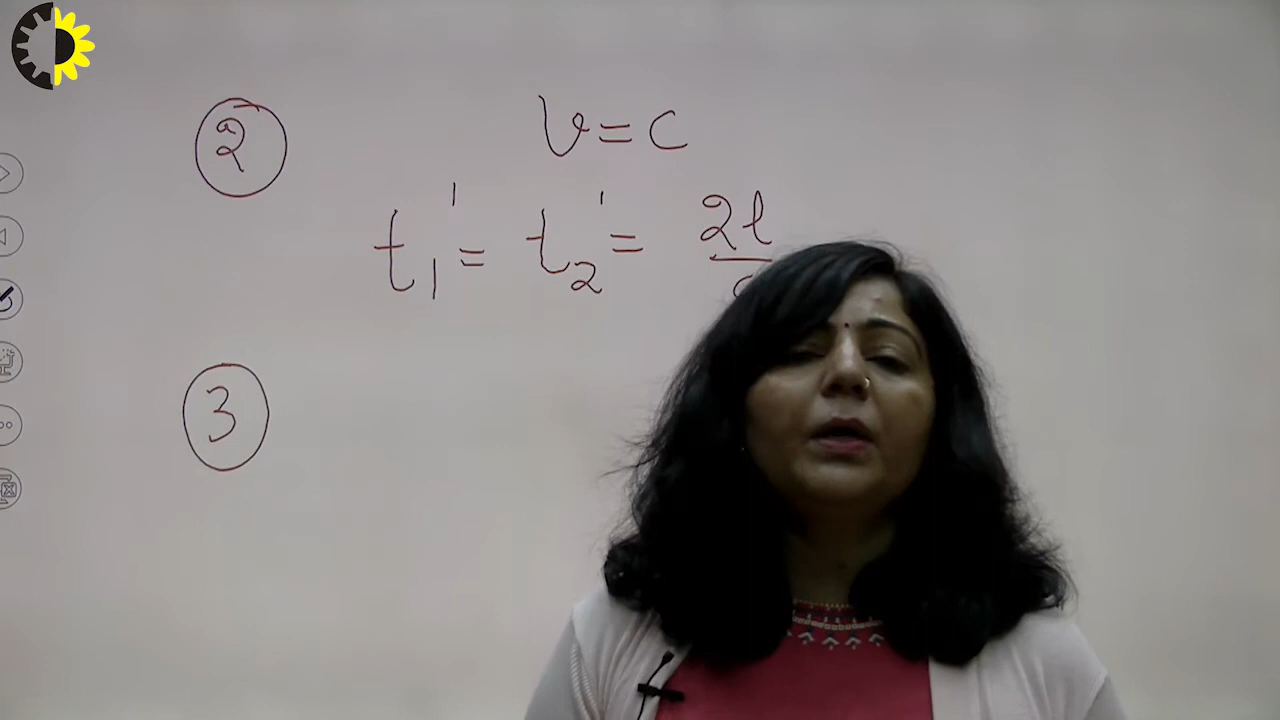 2 v = c
t₁' = t₂' = 2l
3